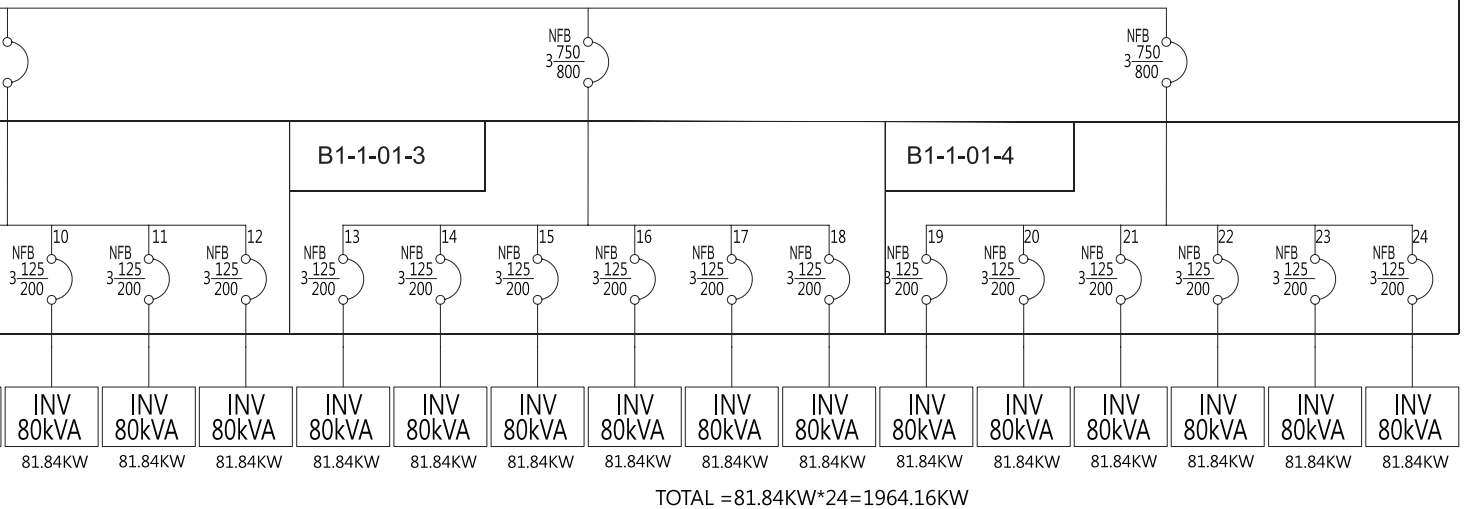 NFB NFB
3 750/800 3 750/800
B1-1-01-3 B1-1-01-4
10 11 12 13 14 15 16 17 18 19 20 21 22 23 24
NFB NFB NFB NFB NFB NFB NFB NFB NFB NFB NFB NFB NFB NFB NFB
3 125/200 3 125/200 3 125/200 3 125/200 3 125/200 3 125/200 3 125/200 3 125/200 3 125/200 3 125/200 3 125/200 3 125/200 3 125/200 3 125/200 3 125/200
INV INV INV INV INV INV INV INV INV INV INV INV INV INV INV
80kVA 80kVA 80kVA 80kVA 80kVA 80kVA 80kVA 80kVA 80kVA 80kVA 80kVA 80kVA 80kVA 80kVA 80kVA
81.84KW 81.84KW 81.84KW 81.84KW 81.84KW 81.84KW 81.84KW 81.84KW 81.84KW 81.84KW 81.84KW 81.84KW 81.84KW 81.84KW 81.84KW
TOTAL =81.84KW*24=1964.16KW